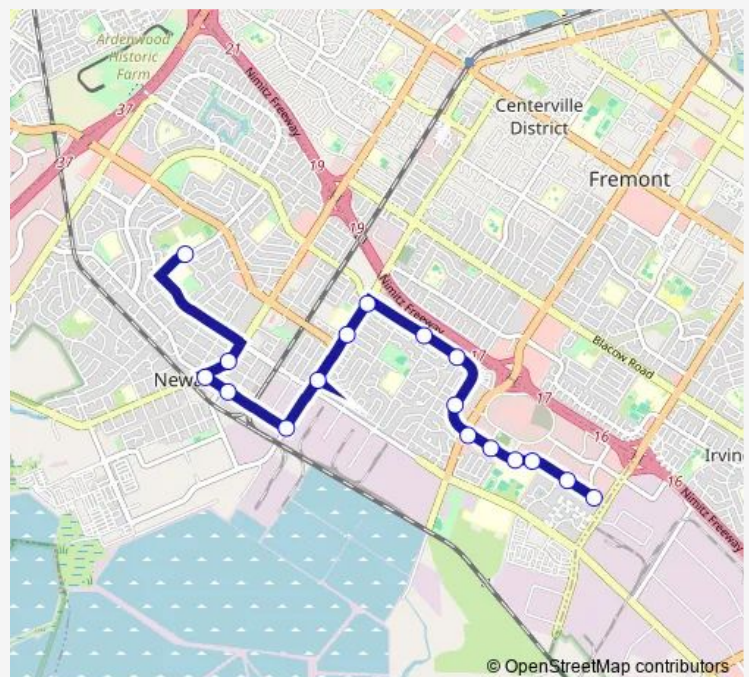 Ardenwood
Historic
Farm
21
37
37
Nimitz Freeway
Centerville
District
19
Fremont
19
Nimitz Freeway
17
Blacow Road
17
16
16
Nimitz Freeway
© OpenStreetMap contributors